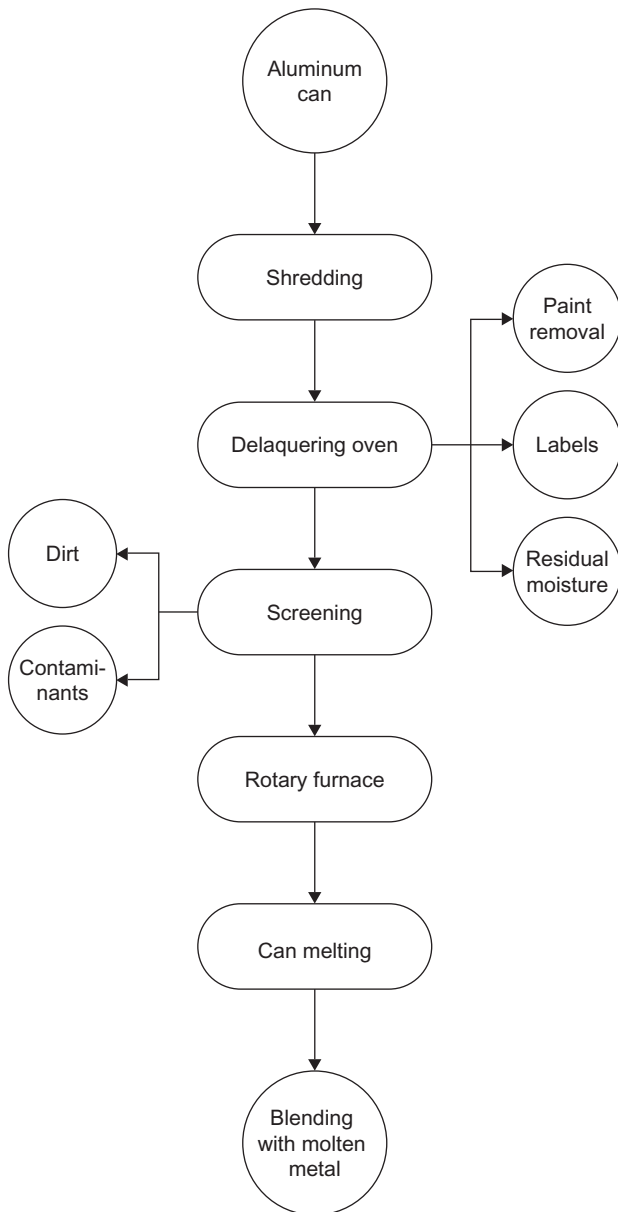 Aluminum
can
Shredding
Paint
removal
Delaquering oven
Labels
Dirt
Residual
moisture
Screening
Contami-
nants
Rotary furnace
Can melting
Blending
with molten
metal